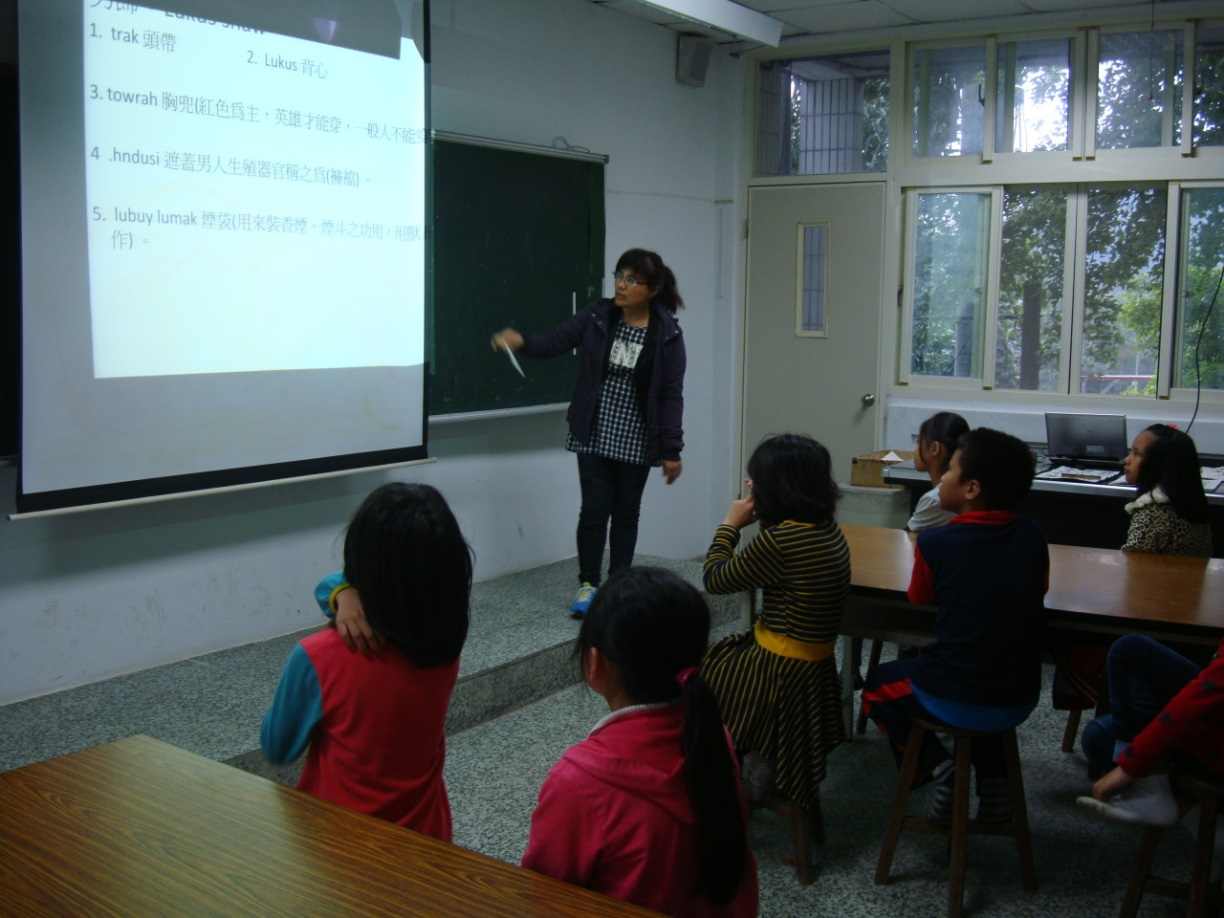 Lukus snaw
1. trak 頭帶
2. Lukus 背心
3. towrah 胸兜(紅色爲主，英雄才能穿，一般人不能穿
4 .hndusi 遮蓋男人生殖器官稱之爲(褲襠)。
5. lubuy lumak 煙袋(用來裝香煙、煙斗之功用，用
作) 。